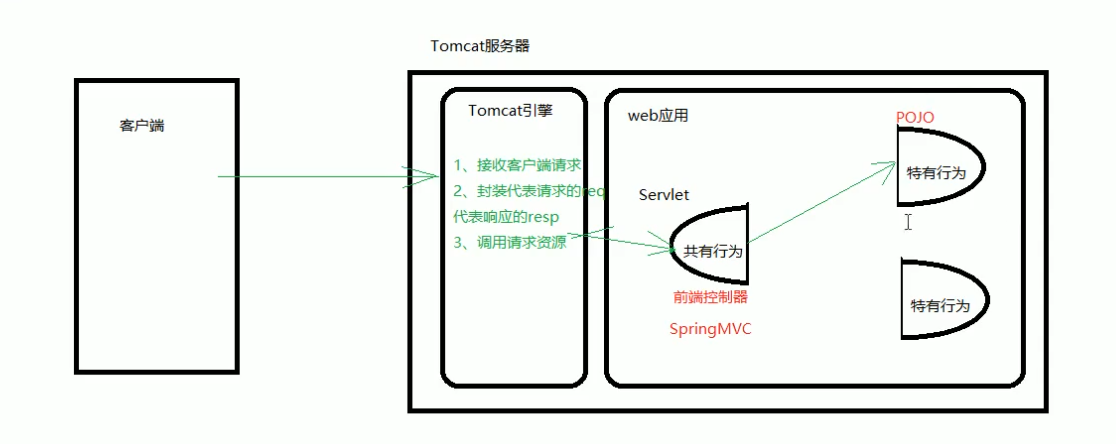 Tomcat服务器
客户端
Tomcat引擎
1、接收客户端请求
2、封装代表请求的req
代表响应的resp
3、调用请求资源
web应用
Servlet
共有行为
前端控制器
SpringMVC
POJO
特有行为
特有行为